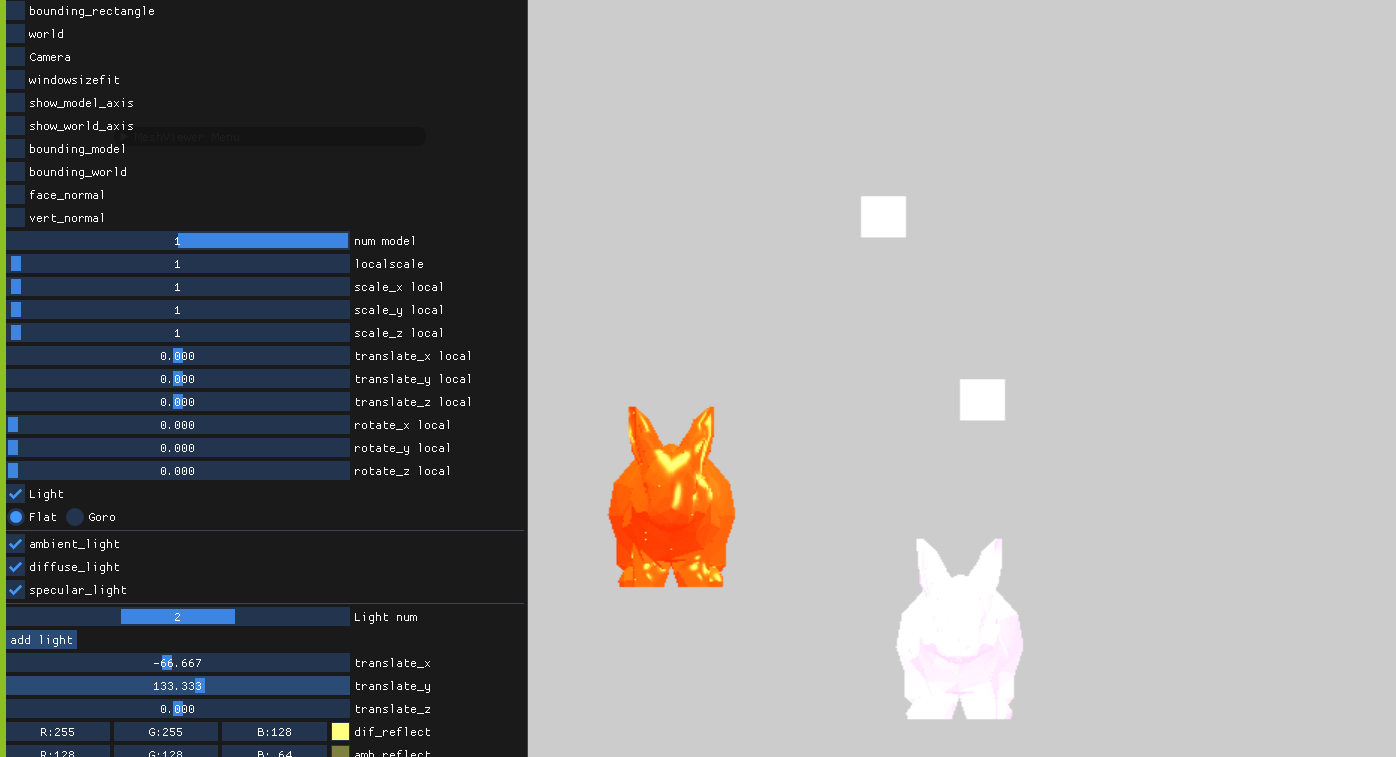 bounding_rectangle
world
Camera
windowsizefit
show_model_axis
show_world_axis
MeshViewer Menu
bounding_model
bounding_world
face_normal
vert_normal
1 num model
1 localscale
1 scale_x local
1 scale_y local
1 scale_z local
0.000 translate_x local
0.000 translate_y local
0.000 translate_z local
0.000 rotate_x local
0.000 rotate_y local
0.000 rotate_z local
Light
Flat Goro
ambient_light
diffuse_light
specular_light
2 Light num
add light
-66.667 translate_x
133.333 translate_y
0.000 translate_z
R:255 G:255 B:128 dif_reflect
R:128 G:128 B: 64 amb_reflect